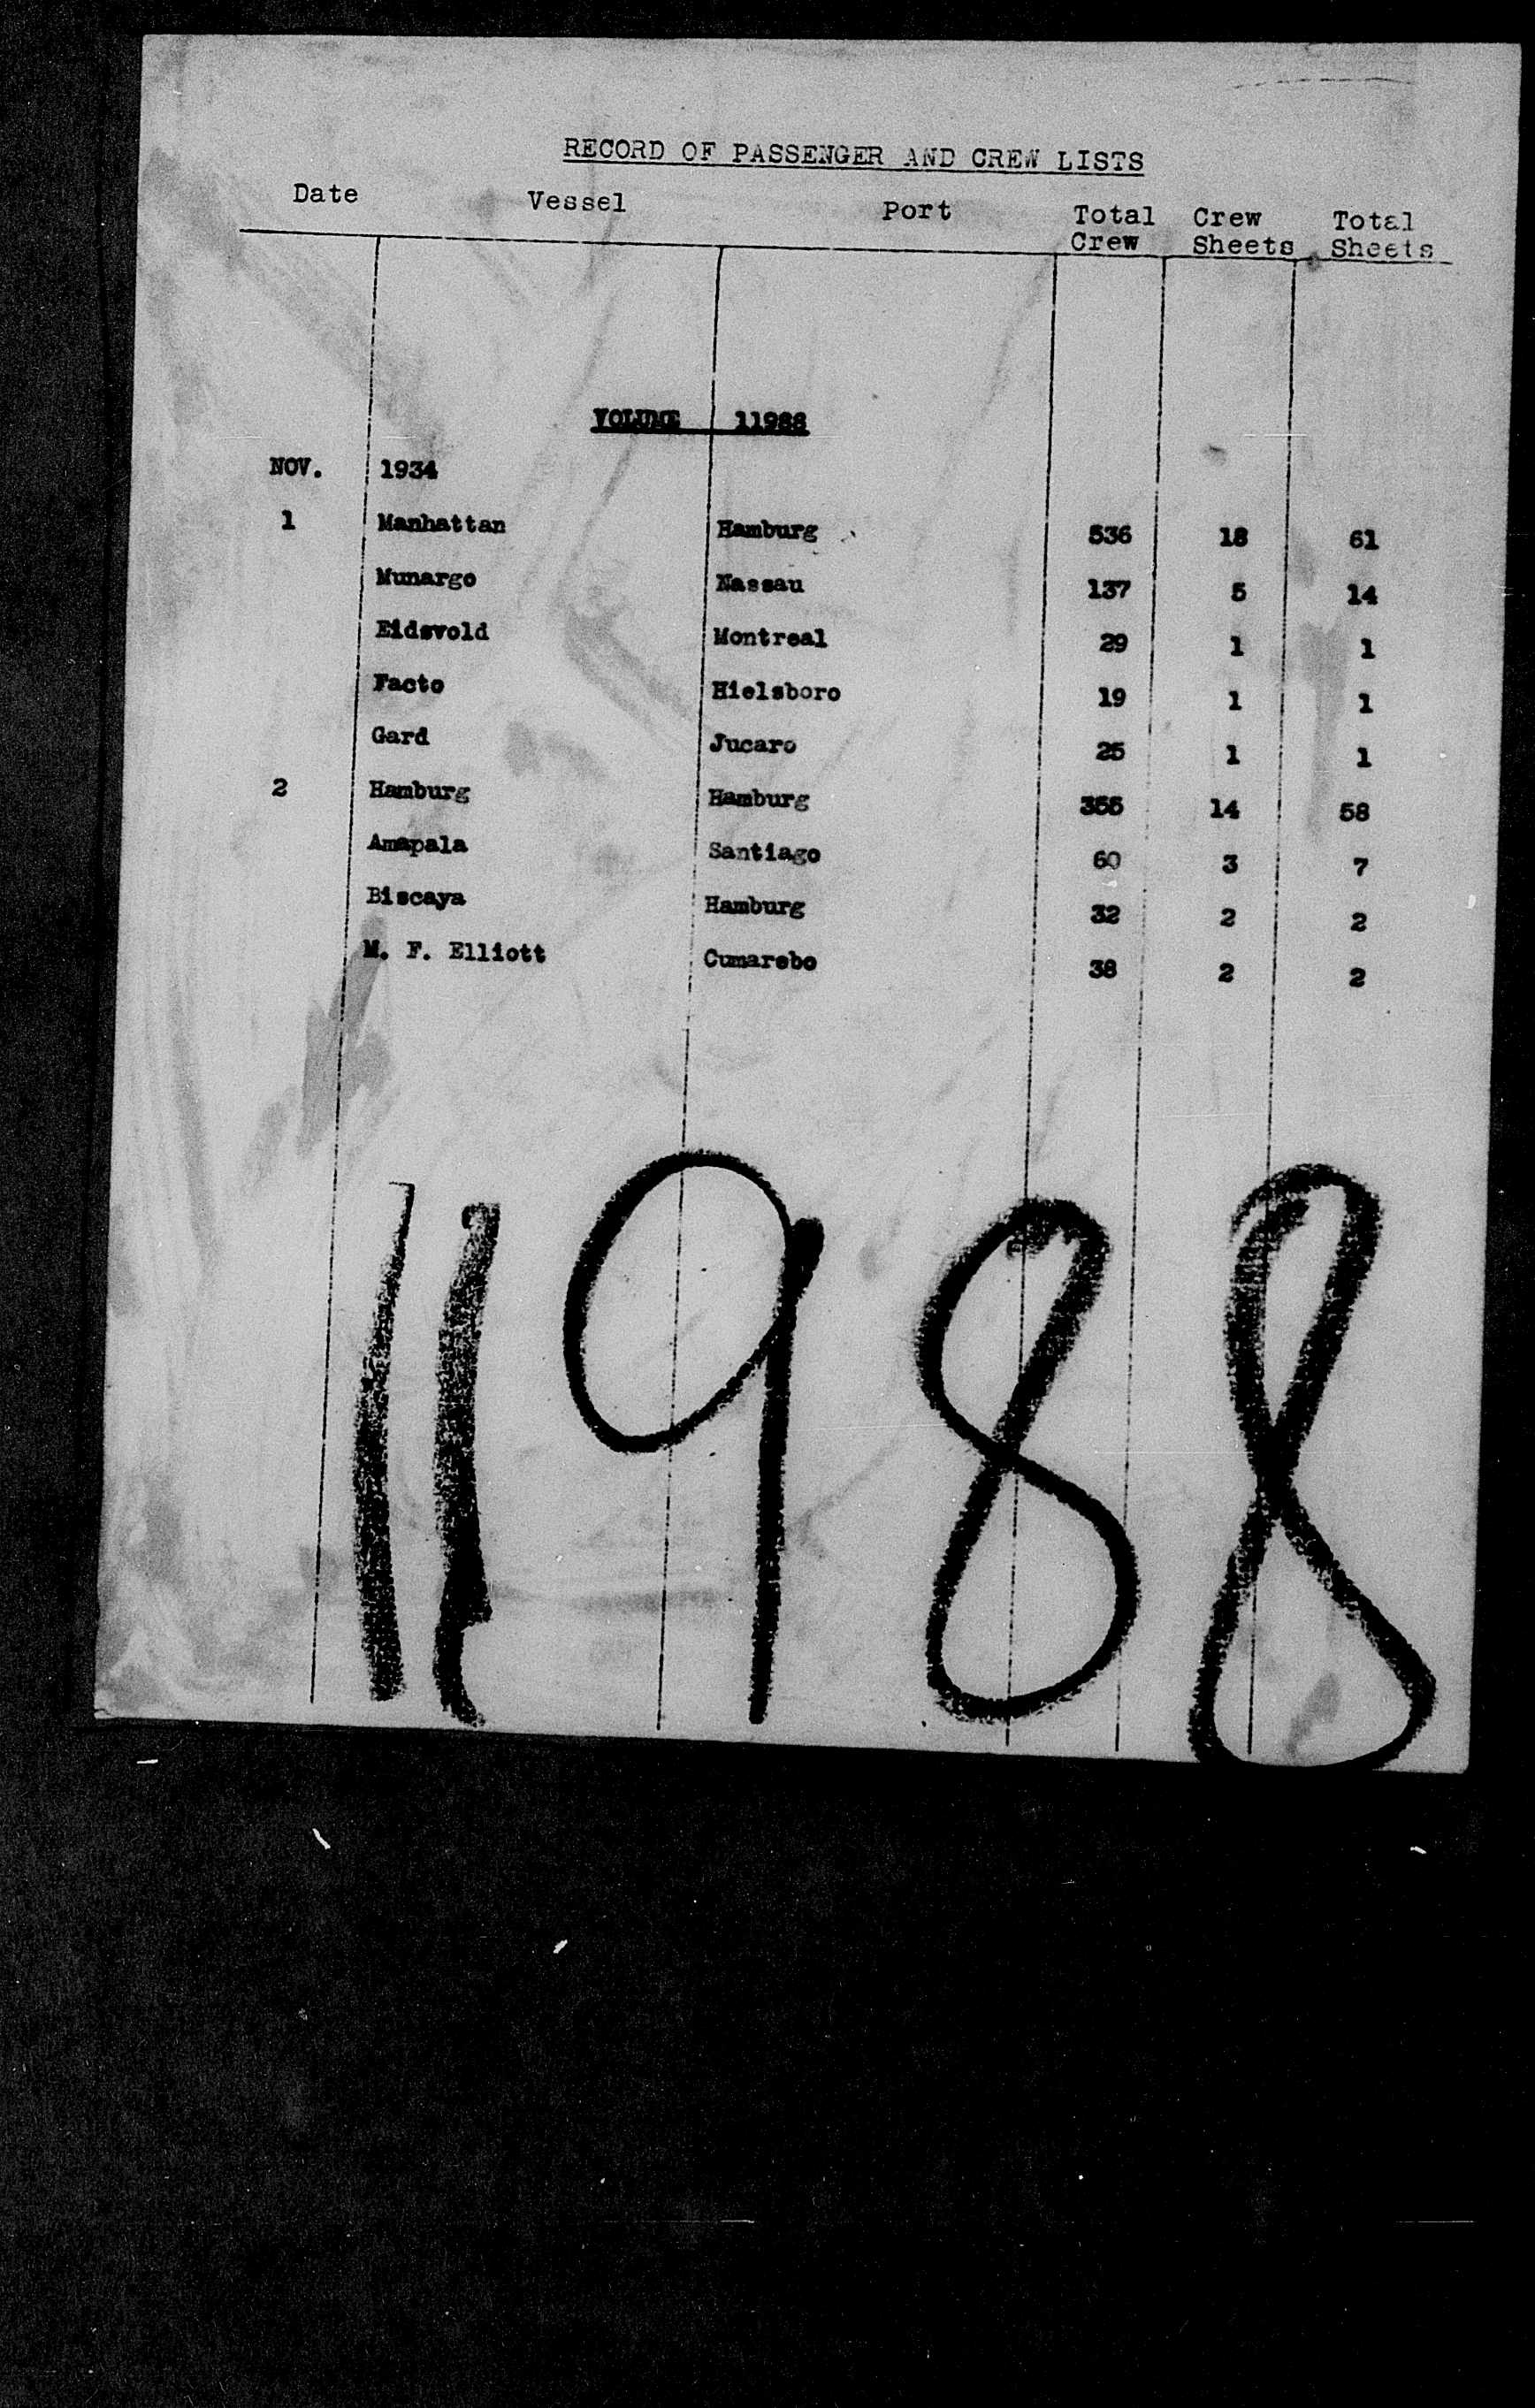 RECORD OF PASSENGER AND CREW LISTS
Date Vessel Port Total Crew Crew Sheets Total Sheets
VOLUME 11988
NOV. 1934
1 Manhattan Hamburg 536 18 61
Munargo Nassau 137 5 14
Eidsvold Montreal 29 1 1
Facto Hielsboro 19 1 1
Gard Jucaro 25 1 1
2 Hamburg Hamburg 355 14 58
Amapala Santiago 60 3 7
Biscaya Hamburg 32 2 2
M. F. Elliott Cumarebo 38 2 2
11988